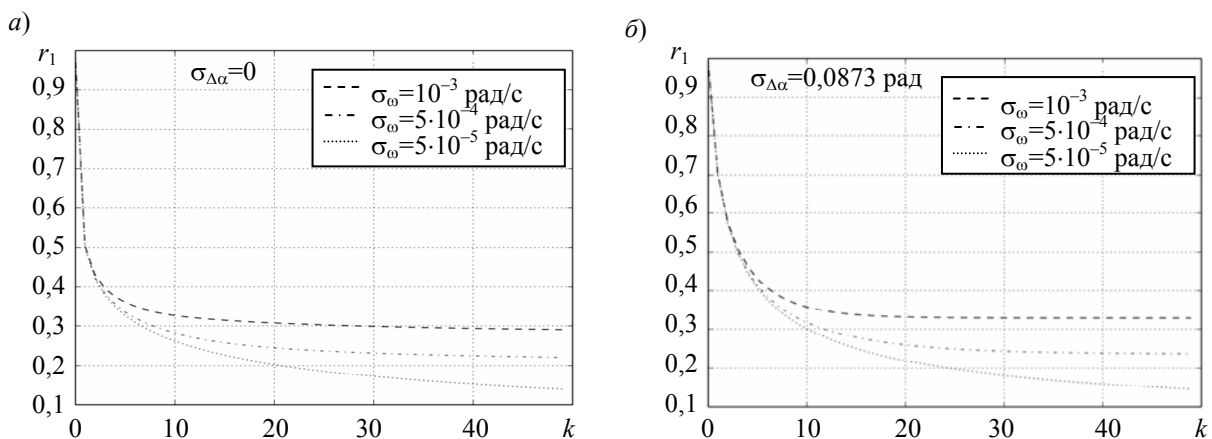 а)
r₁
0,9
0,8
0,7
0,6
0,5
0,4
0,3
0,2
0,1
σΔα=0
σω=10⁻³ рад/с
σω=5·10⁻⁴ рад/с
σω=5·10⁻⁵ рад/с
0 10 20 30 40 k
б)
r₁
0,9
0,8
0,7
0,6
0,5
0,4
0,3
0,2
0,1
σΔα=0,0873 рад
σω=10⁻³ рад/с
σω=5·10⁻⁴ рад/с
σω=5·10⁻⁵ рад/с
0 10 20 30 40 k